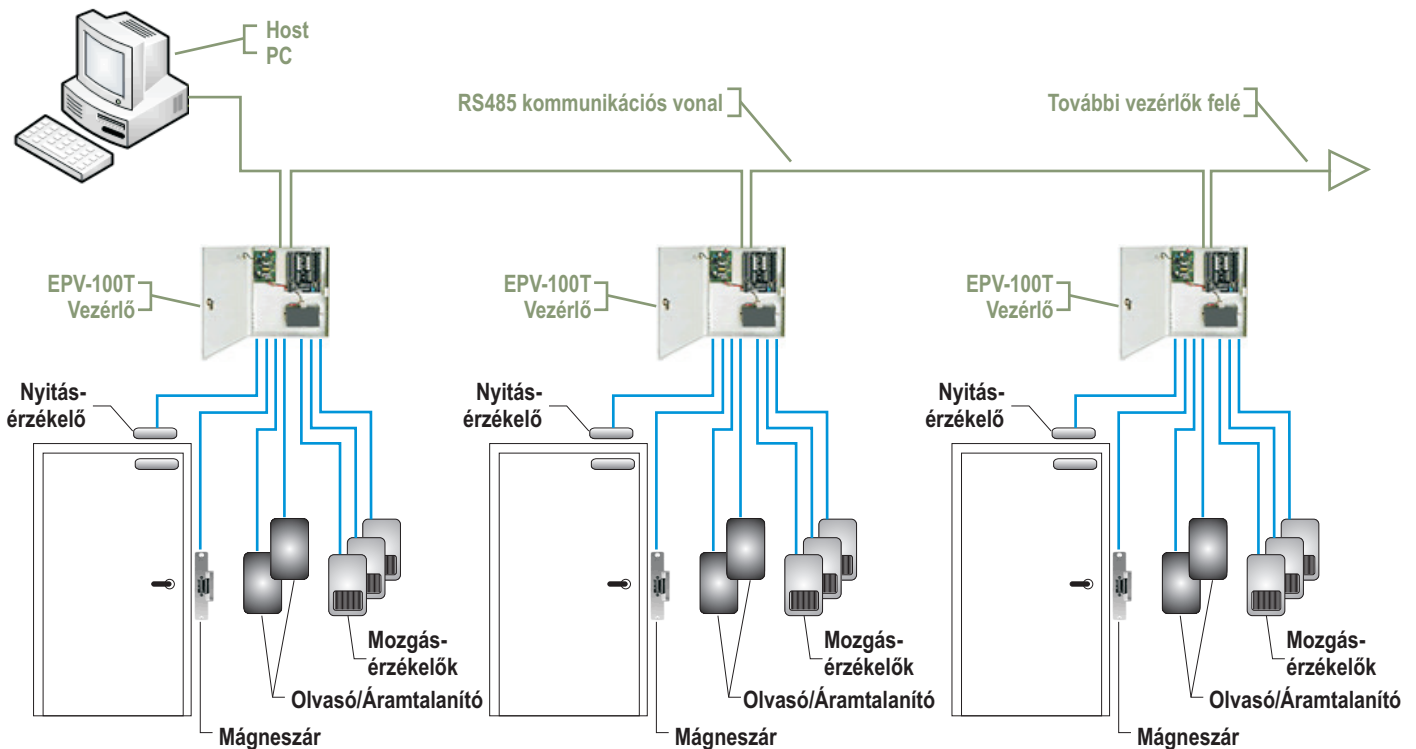 Host
PC
RS485 kommunikációs vonal
További vezérlők felé
EPV-100T
Vezérlő
EPV-100T
Vezérlő
EPV-100T
Vezérlő
Nyitás-
érzékelő
Nyitás-
érzékelő
Nyitás-
érzékelő
Mozgás-
érzékelők
Olvasó/Áramtalanító
Mágneszár
Mozgás-
érzékelők
Olvasó/Áramtalanító
Mágneszár
Mozgás-
érzékelők
Olvasó/Áramtalanító
Mágneszár